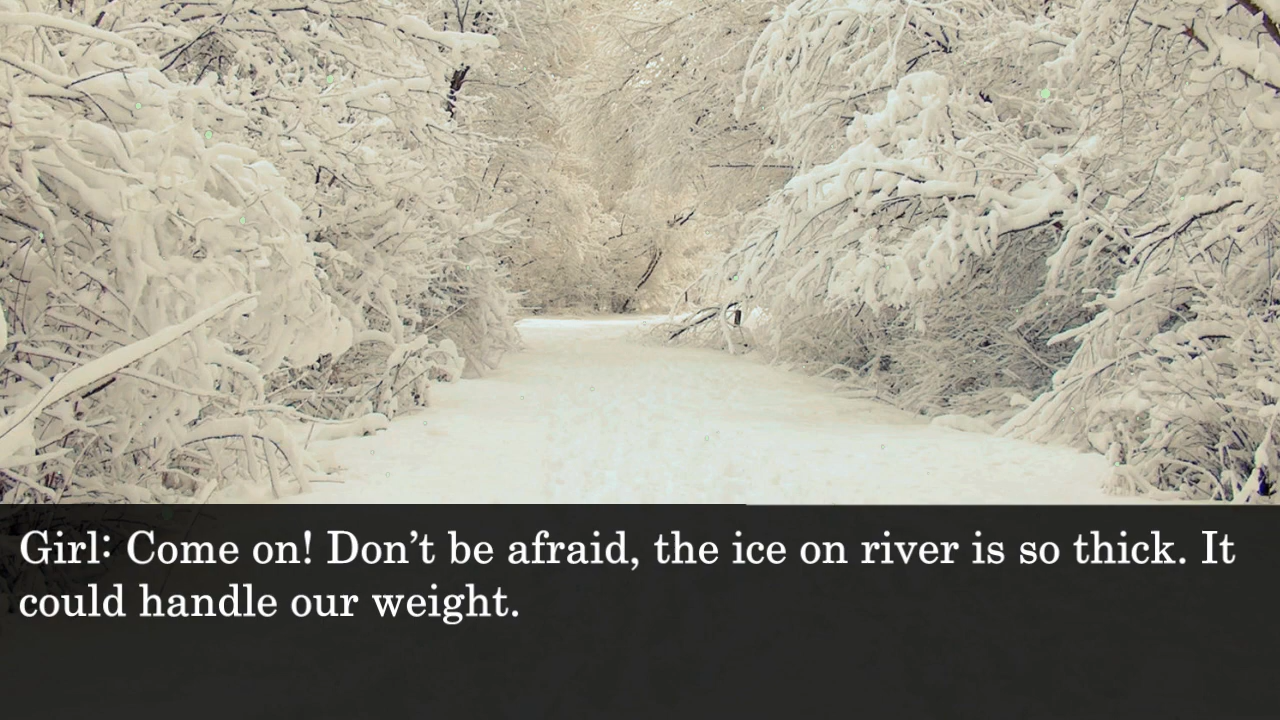 Girl: Come on! Don’t be afraid, the ice on river is so thick. It
could handle our weight.